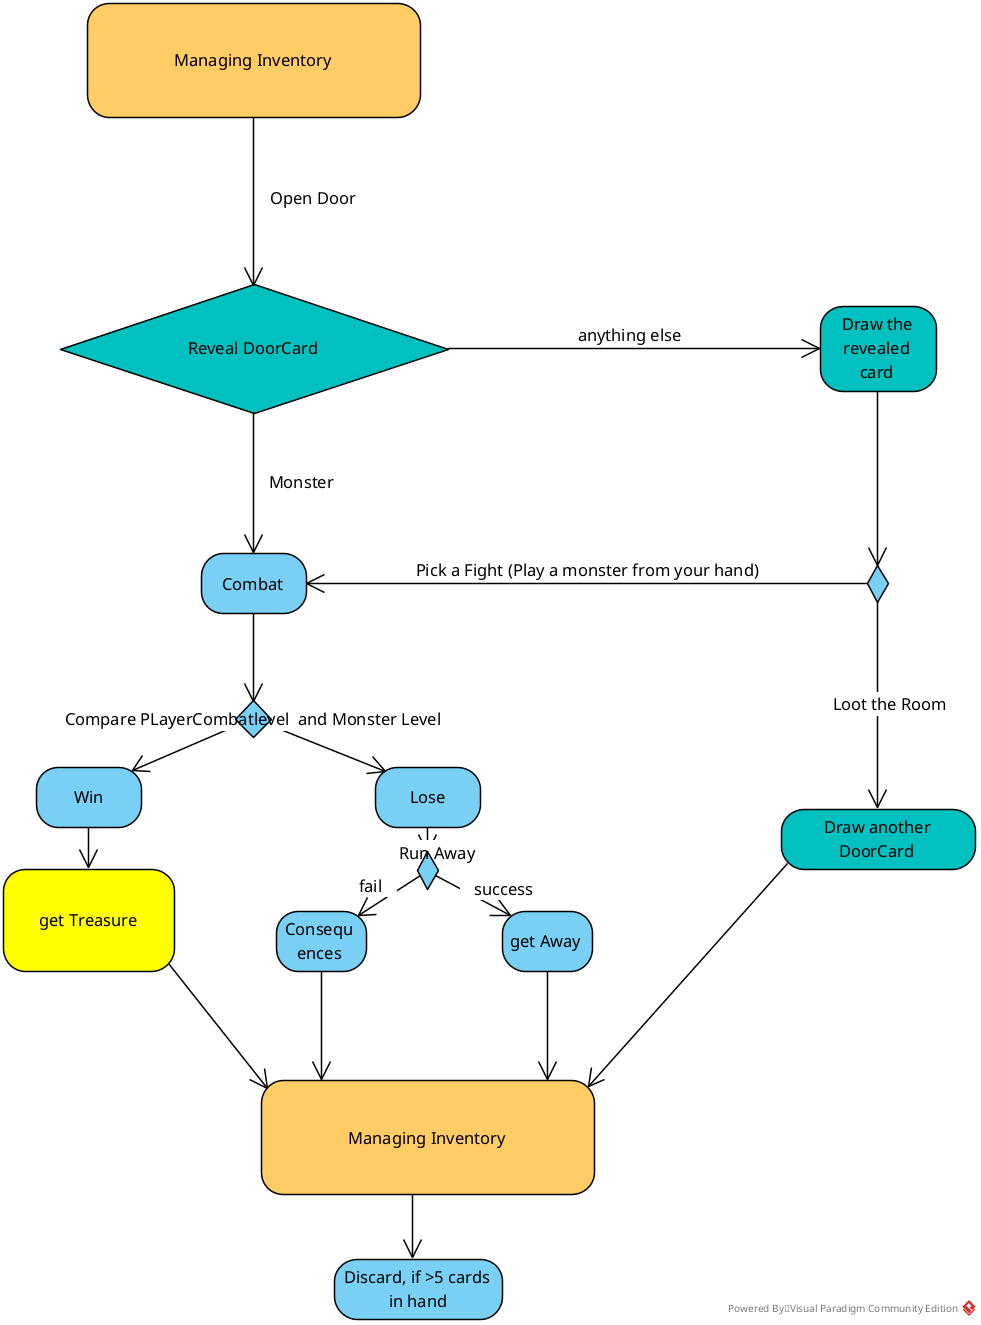 Managing Inventory
Open Door
Reveal DoorCard
anything else
Draw the
revealed
card
Monster
Combat
Pick a Fight (Play a monster from your hand)
Loot the Room
Compare PLayerCombatlevel and Monster Level
Win
Lose
Draw another
DoorCard
Run Away
fail
success
get Treasure
Consequ
ences
get Away
Managing Inventory
Discard, if >5 cards
in hand
Powered By▯Visual Paradigm Community Edition